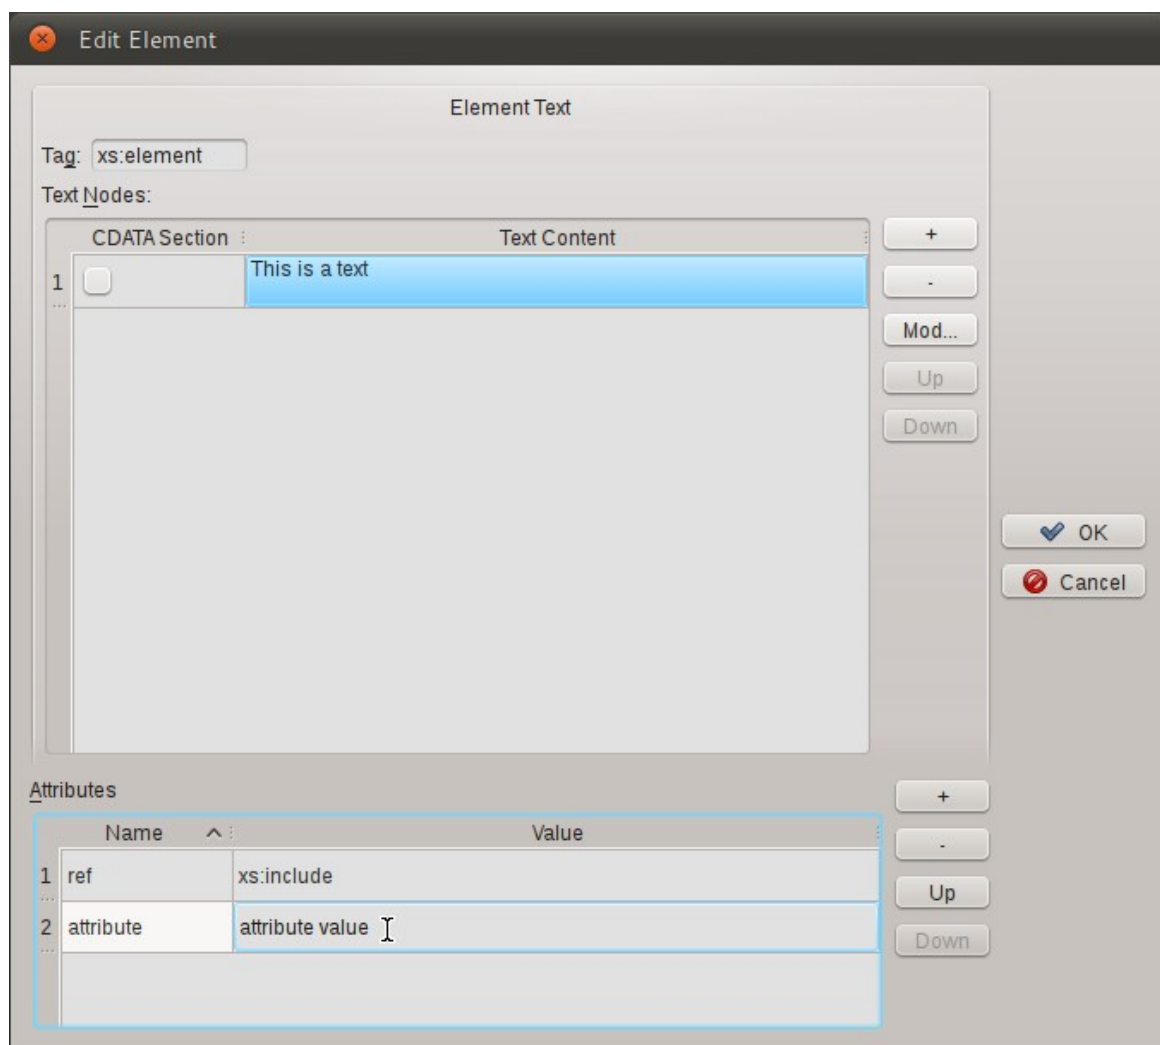 Edit Element
Element Text
Tag: xs:element
Text Nodes:
CDATA Section Text Content +
1 This is a text -
Mod...
Up
Down
OK
Cancel
Attributes +
Name Value -
1 ref xs:include Up
2 attribute attribute value Down